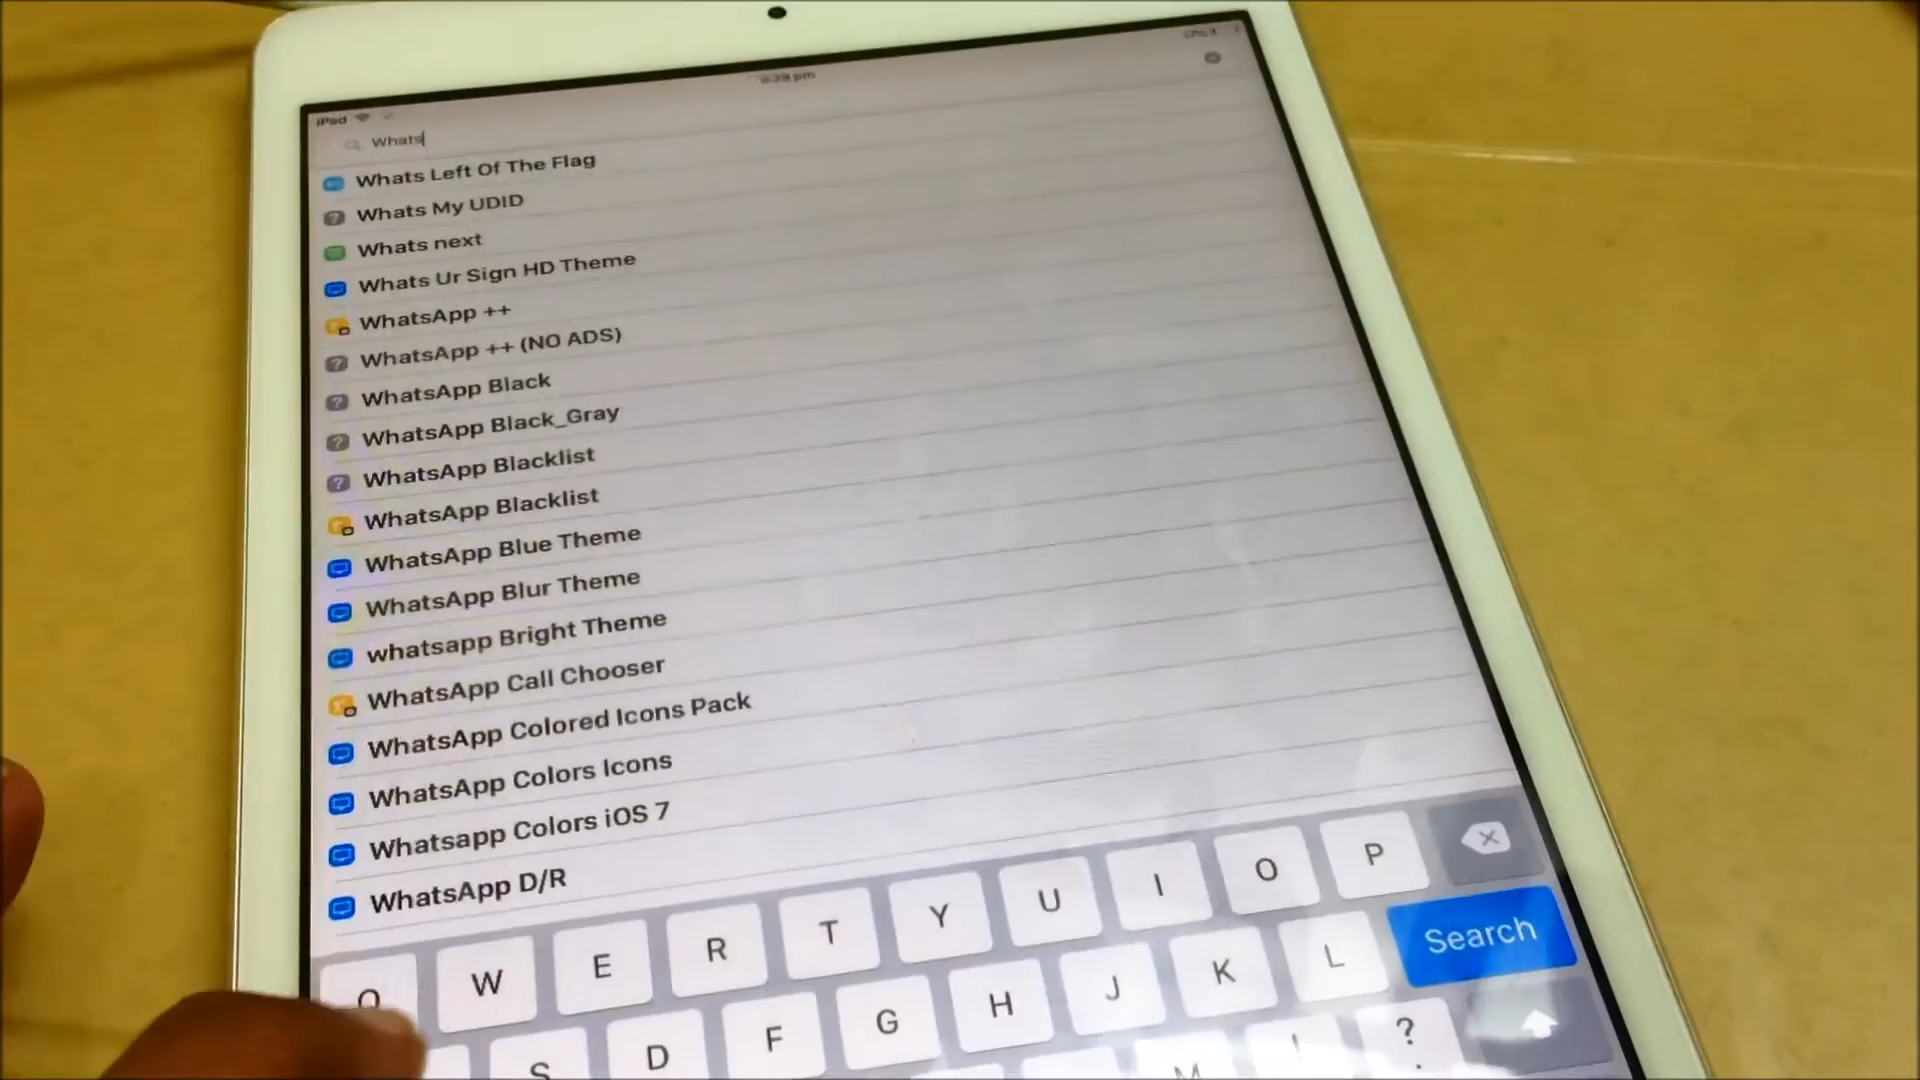 iPad
Whats
Whats Left Of The Flag
Whats My UDID
Whats next
Whats Ur Sign HD Theme
WhatsApp ++
WhatsApp ++ (NO ADS)
WhatsApp Black
WhatsApp Black_Gray
WhatsApp Blacklist
WhatsApp Blacklist
WhatsApp Blue Theme
WhatsApp Blur Theme
whatsapp Bright Theme
WhatsApp Call Chooser
WhatsApp Colored Icons Pack
WhatsApp Colors Icons
Whatsapp Colors iOS 7
WhatsApp D/R
Q W E R T Y U I O P
S D F G H J K L Search
M ! ?